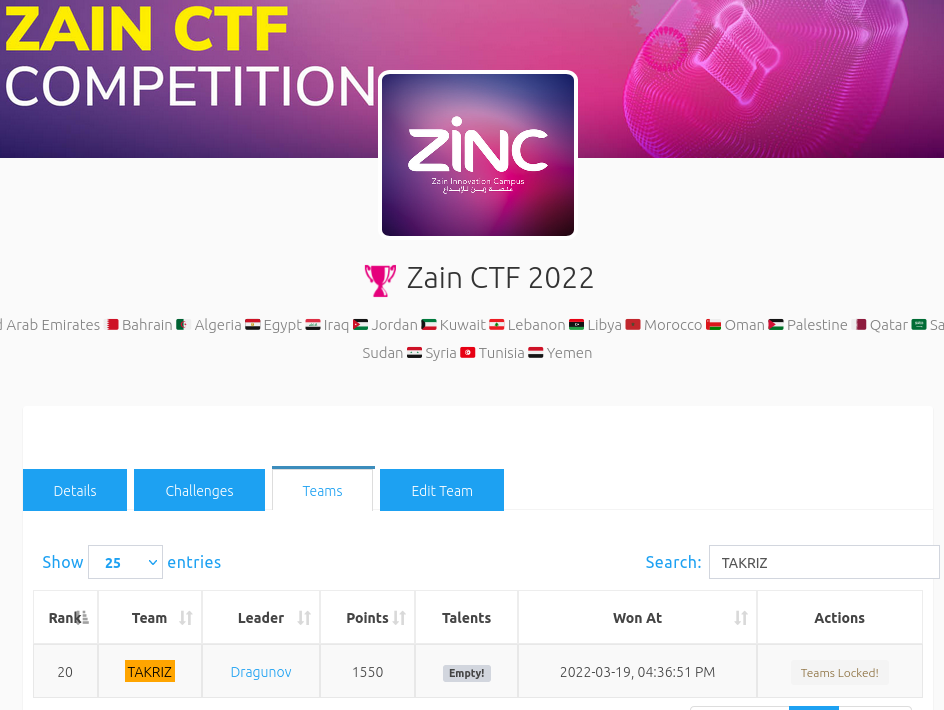 ZAIN CTF
COMPETITION
ZINC
Zain Innovation Campus
منصة زين للإبداع
Zain CTF 2022
Arab Emirates Bahrain Algeria Egypt Iraq Jordan Kuwait Lebanon Libya Morocco Oman Palestine Qatar
Sudan Syria Tunisia Yemen
Details Challenges Teams Edit Team
Show 25 entries Search: TAKRIZ
Rank Team Leader Points Talents Won At Actions
20 TAKRIZ Dragunov 1550 Empty! 2022-03-19, 04:36:51 PM Teams Locked!